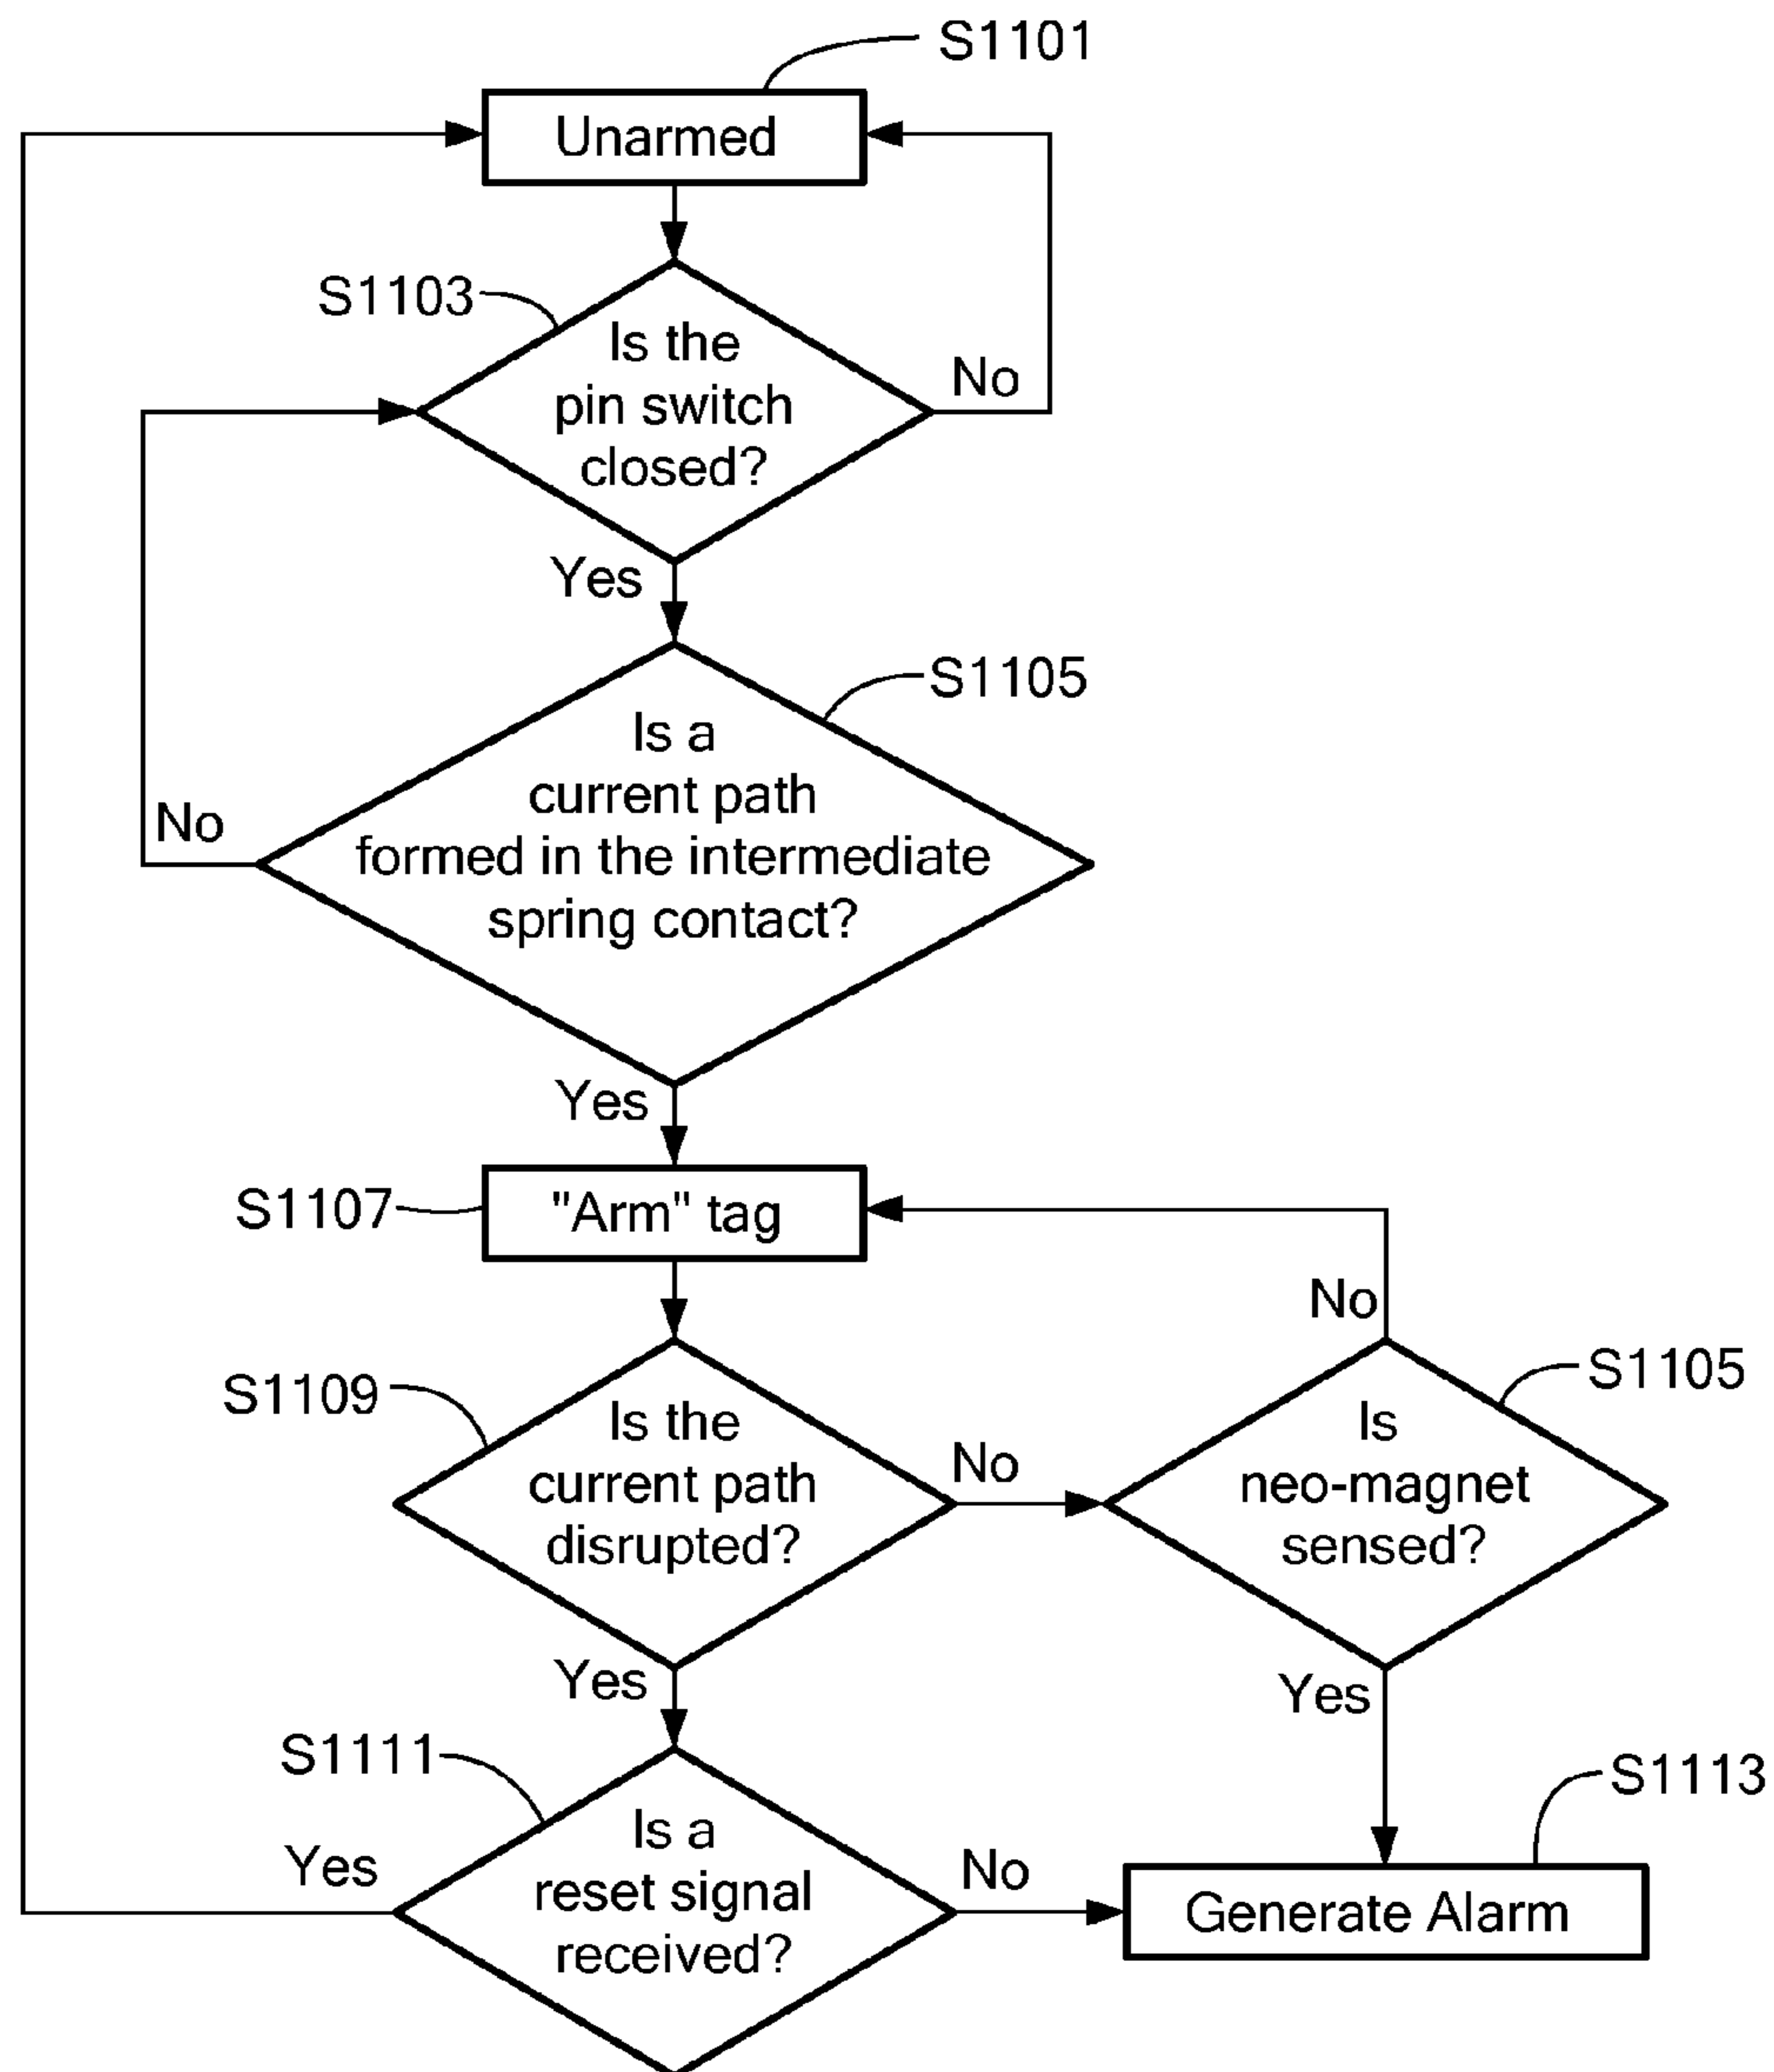 S1101
Unarmed
S1103
Is the
pin switch
closed?
No
Yes
S1105
Is a
current path
formed in the intermediate
spring contact?
No
Yes
S1107
"Arm" tag
No
S1109
Is the
current path
disrupted?
No
S1105
Is
neo-magnet
sensed?
Yes
Yes
S1111
Is a
reset signal
received?
Yes
No
S1113
Generate Alarm